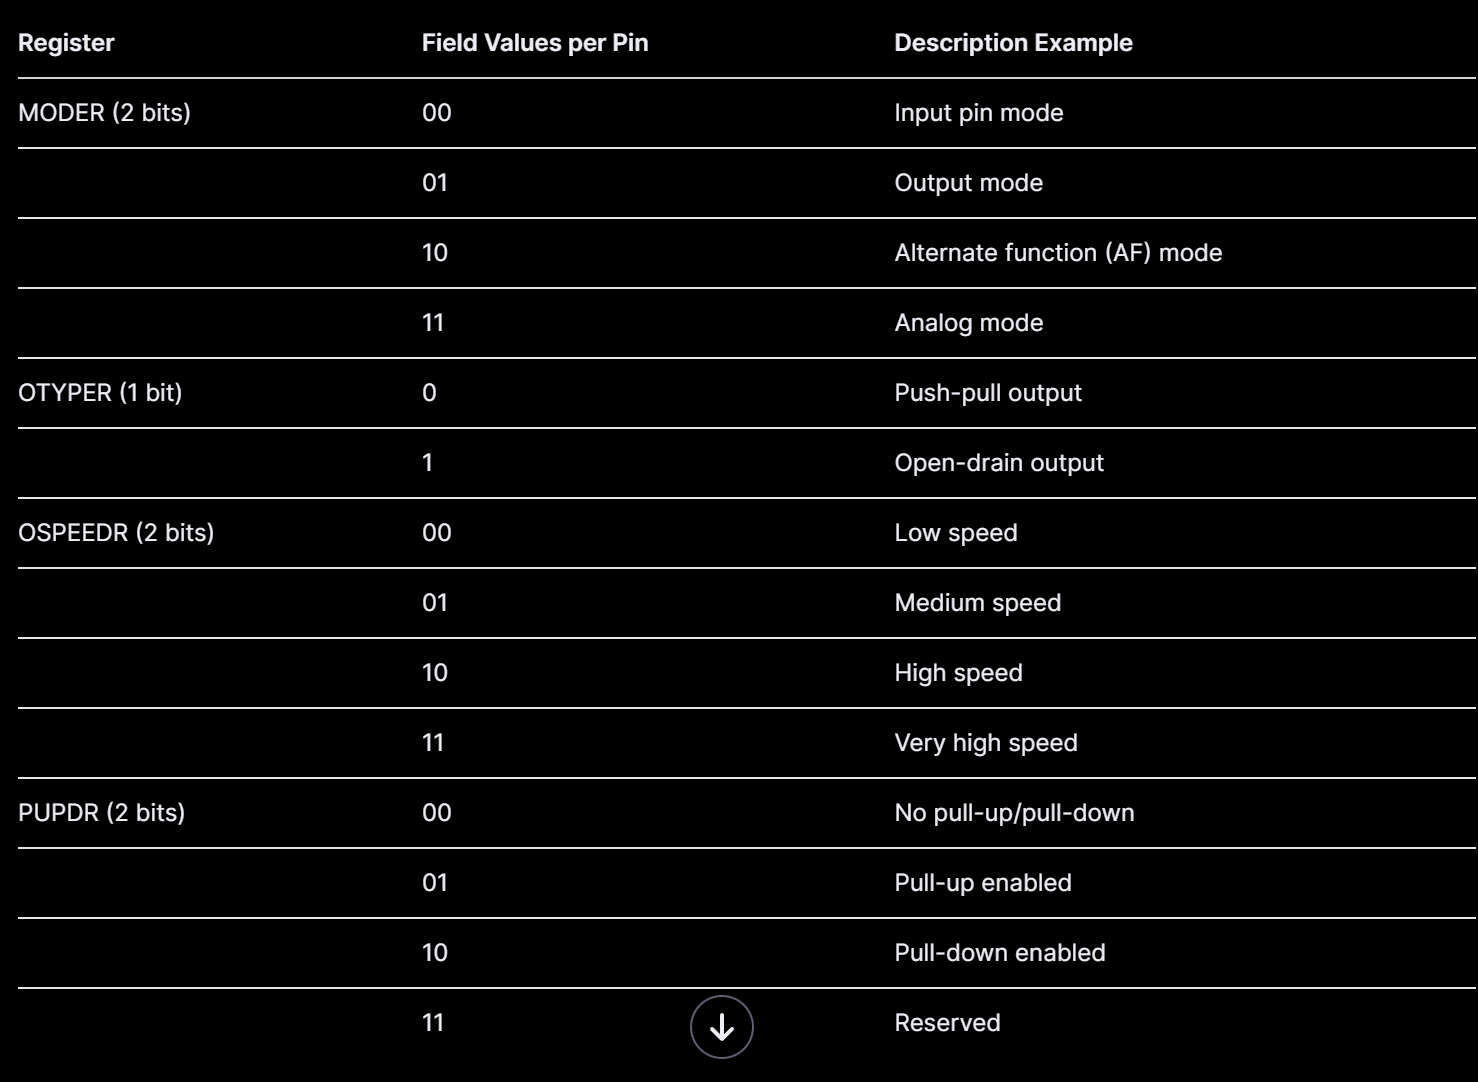 Register Field Values per Pin Description Example
MODER (2 bits) 00 Input pin mode
01 Output mode
10 Alternate function (AF) mode
11 Analog mode
OTYPER (1 bit) 0 Push-pull output
1 Open-drain output
OSPEEDR (2 bits) 00 Low speed
01 Medium speed
10 High speed
11 Very high speed
PUPDR (2 bits) 00 No pull-up/pull-down
01 Pull-up enabled
10 Pull-down enabled
11 Reserved